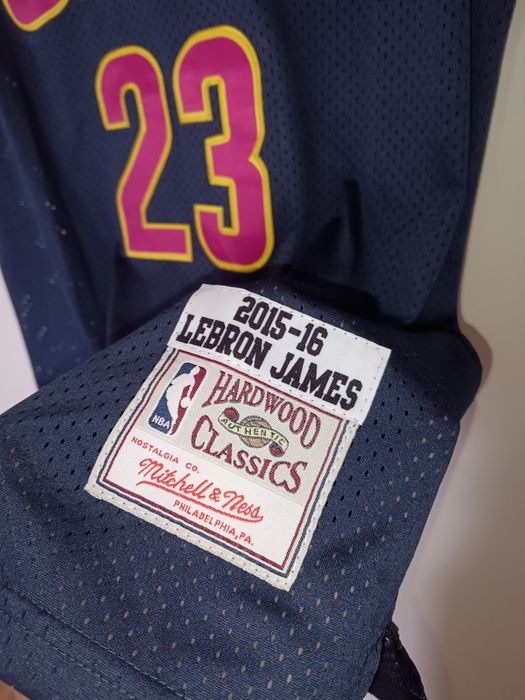 23
2015-16
LEBRON JAMES
NBA
HARDWOOD
AUTHENTIC
CLASSICS
NOSTALGIA CO.
Mitchell & Ness
PHILADELPHIA, PA.